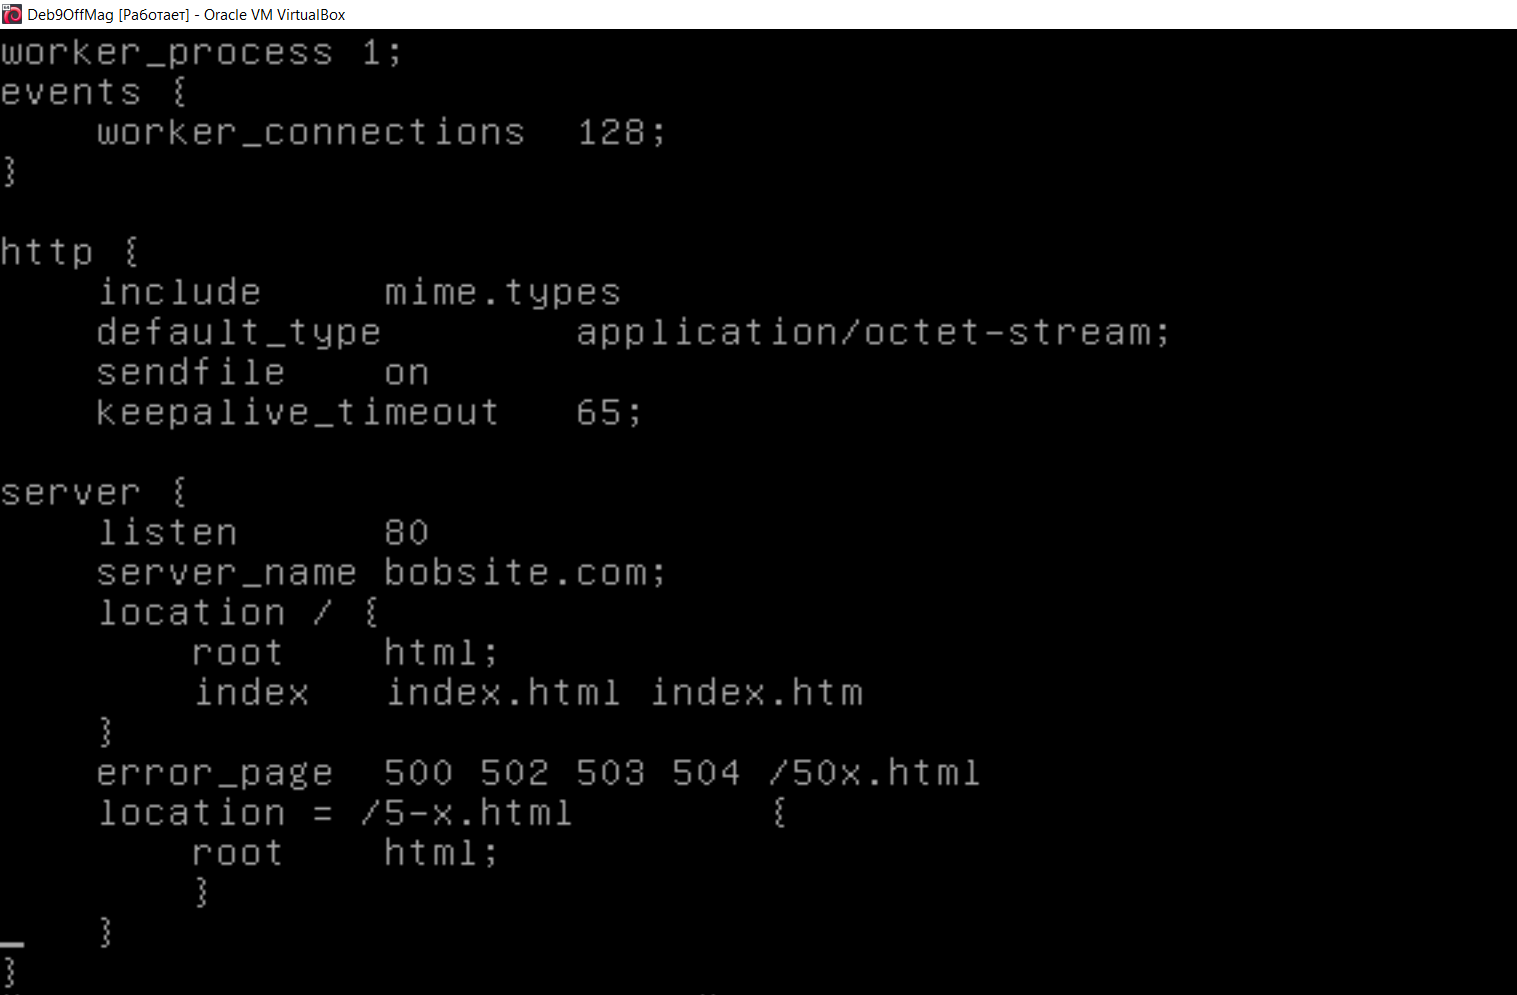 Deb9OffMag [Работает] - Oracle VM VirtualBox
worker_process 1;
events {
worker_connections 128;
}
http {
include mime.types
default_type application/octet-stream;
sendfile on
keepalive_timeout 65;
server {
listen 80
server_name bobsite.com;
location / {
root html;
index index.html index.htm
}
error_page 500 502 503 504 /50x.html
location = /5-x.html {
root html;
}
}
}